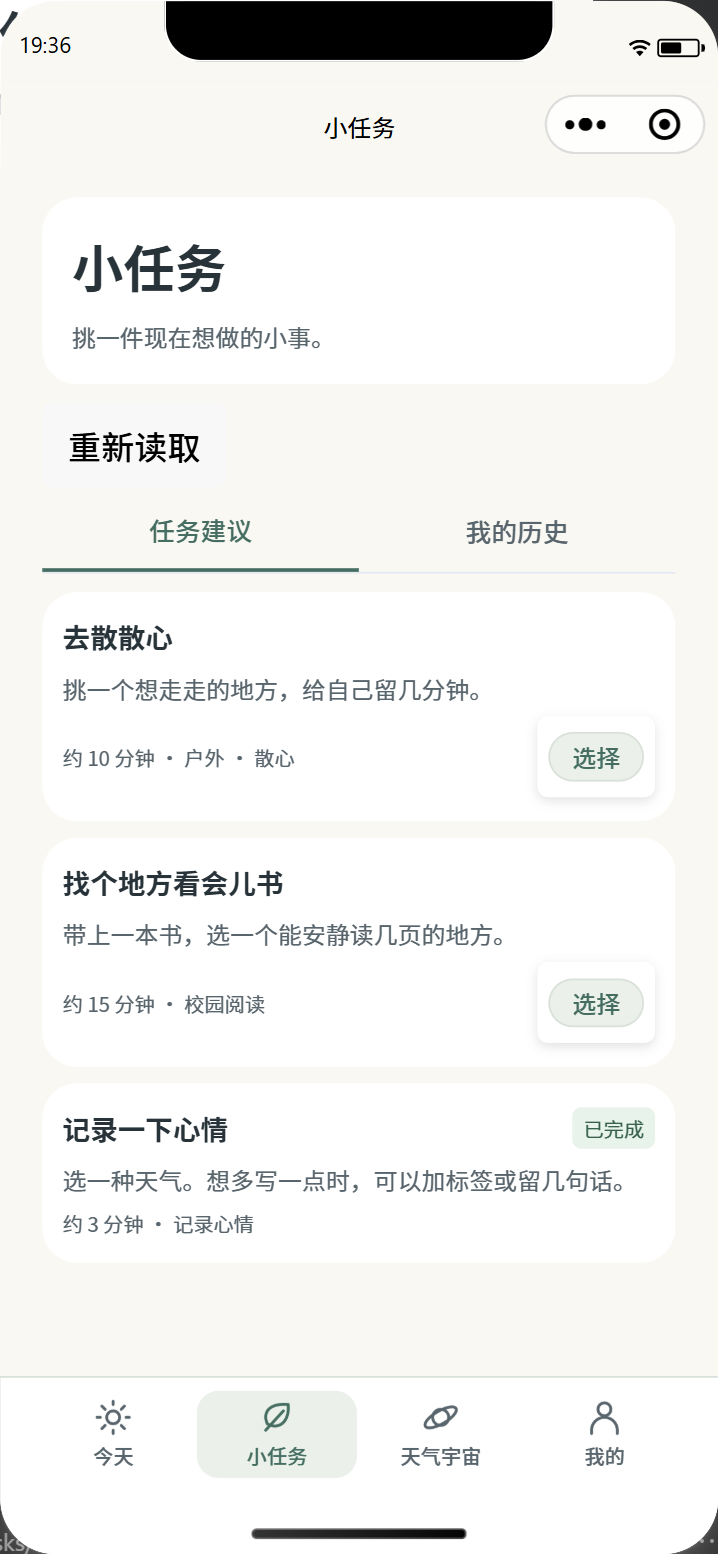 19:36
小任务
小任务
挑一件现在想做的小事。
重新读取
任务建议
我的历史
去散散心
挑一个想走走的地方，给自己留几分钟。
约 10 分钟 · 户外 · 散心
选择
找个地方看会儿书
带上一本书，选一个能安静读几页的地方。
约 15 分钟 · 校园阅读
选择
记录一下心情
已完成
选一种天气。想多写一点时，可以加标签或留几句话。
约 3 分钟 · 记录心情
今天
小任务
天气宇宙
我的